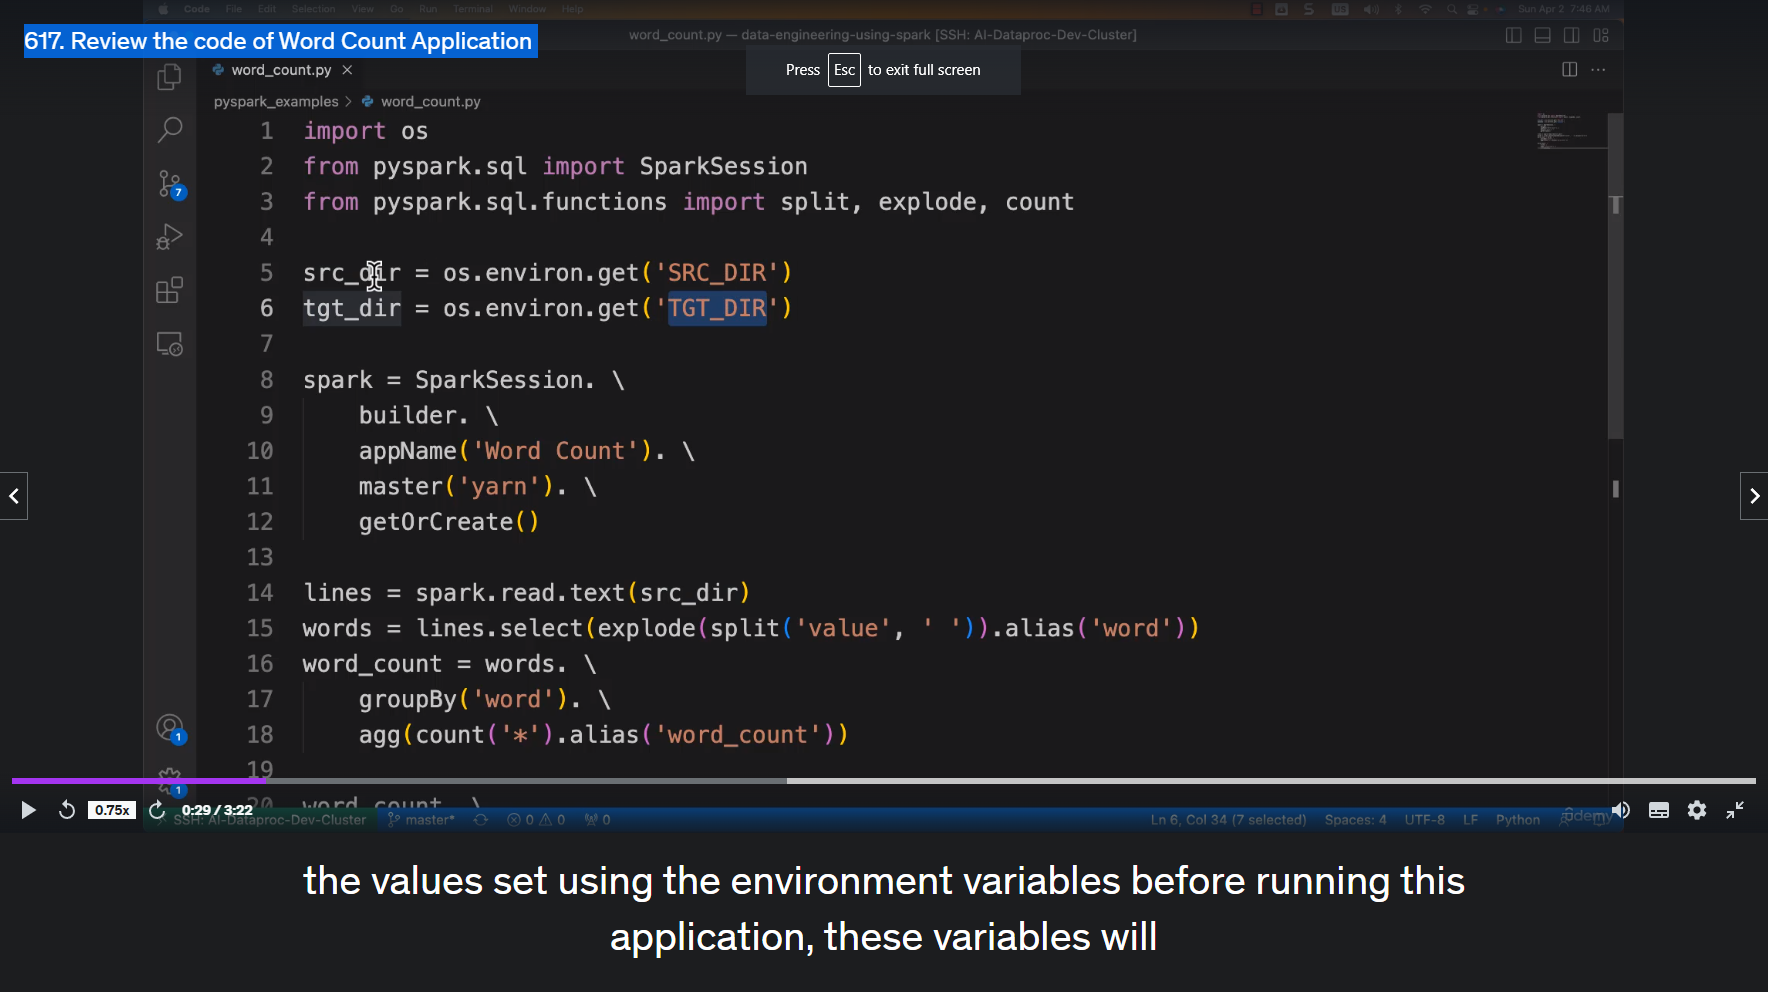 Code File Edit Selection View Go Run Terminal Window Help
Sun Apr 2 7:46 AM
617. Review the code of Word Count Application
word_count.py — data-engineering-using-spark [SSH: AI-Dataproc-Dev-Cluster]
word_count.py
Press Esc to exit full screen
pyspark_examples > word_count.py
1 import os
2 from pyspark.sql import SparkSession
3 from pyspark.sql.functions import split, explode, count
4
5 src_dir = os.environ.get('SRC_DIR')
6 tgt_dir = os.environ.get('TGT_DIR')
7
8 spark = SparkSession. \
9 builder. \
10 appName('Word Count'). \
11 master('yarn'). \
12 getOrCreate()
13
14 lines = spark.read.text(src_dir)
15 words = lines.select(explode(split('value', ' ')).alias('word'))
16 word_count = words. \
17 groupBy('word'). \
18 agg(count('*').alias('word_count'))
19
20 word_count. \
7
1
1
0.75x
0:29 / 3:22
SSH: AI-Dataproc-Dev-Cluster master* 0 0 0
Ln 6, Col 34 (7 selected) Spaces: 4 UTF-8 LF Python
udemy
the values set using the environment variables before running this
application, these variables will